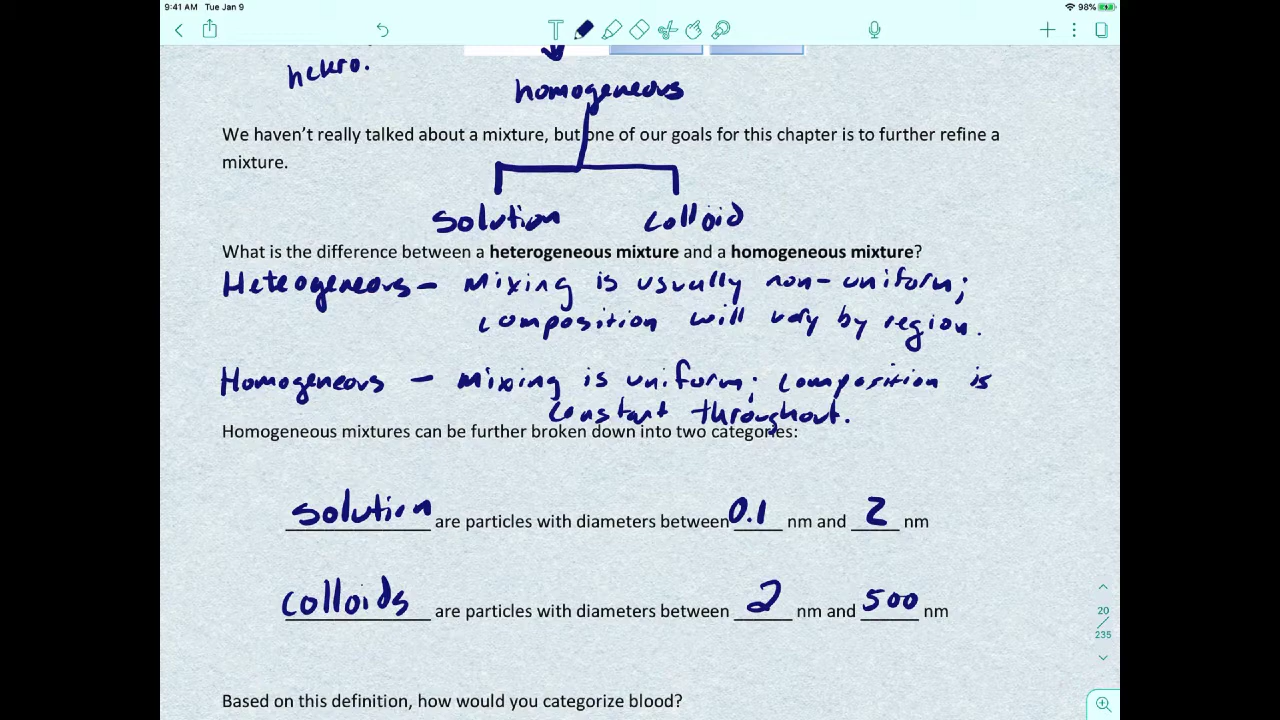 9:41 AM Tue Jan 9
98%
hetero.
homogeneous
We haven't really talked about a mixture, but one of our goals for this chapter is to further refine a
mixture.
solution colloid
What is the difference between a heterogeneous mixture and a homogeneous mixture?
Heterogeneous - Mixing is usually non-uniform;
composition will vary by region.
Homogeneous - Mixing is uniform; composition is
constant throughout.
Homogeneous mixtures can be further broken down into two categories:
solution are particles with diameters between 0.1 nm and 2 nm
colloids are particles with diameters between 2 nm and 500 nm
20
/
235
Based on this definition, how would you categorize blood?